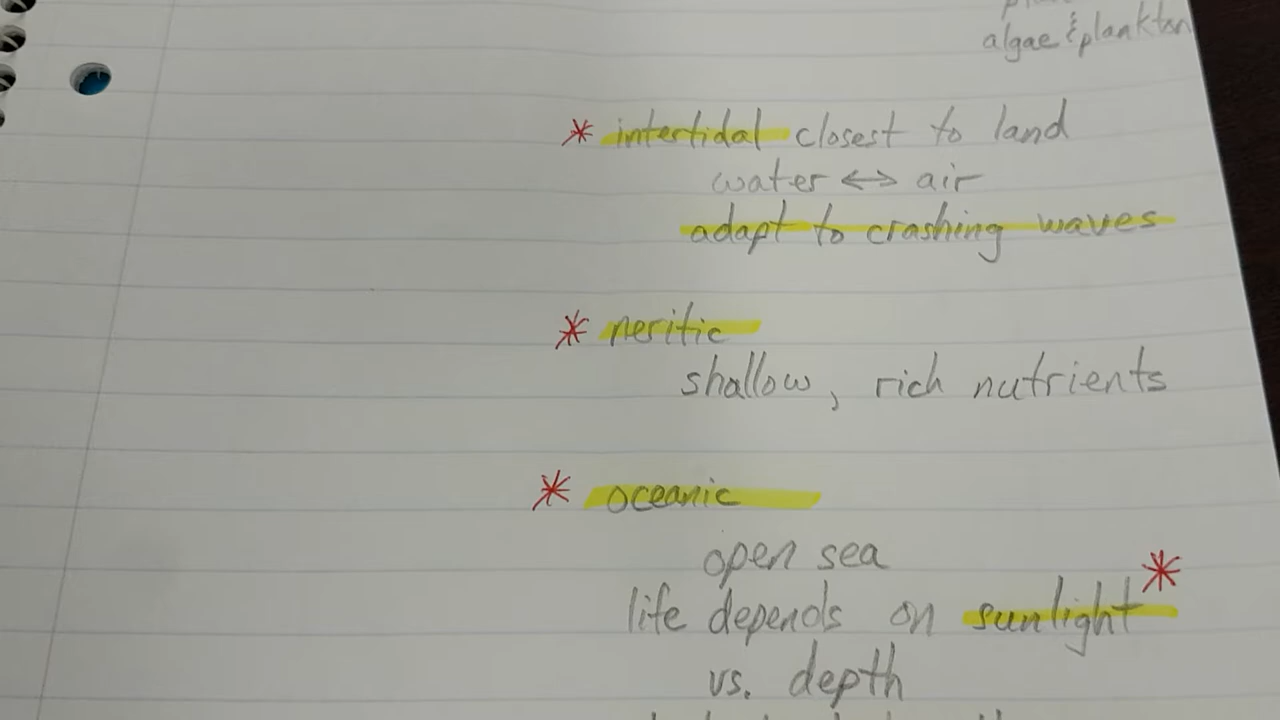 algae & plankton
* intertidal closest to land
water ↔ air
adapt to crashing waves
* neritic
shallow, rich nutrients
* oceanic
open sea
life depends on sunlight *
vs. depth